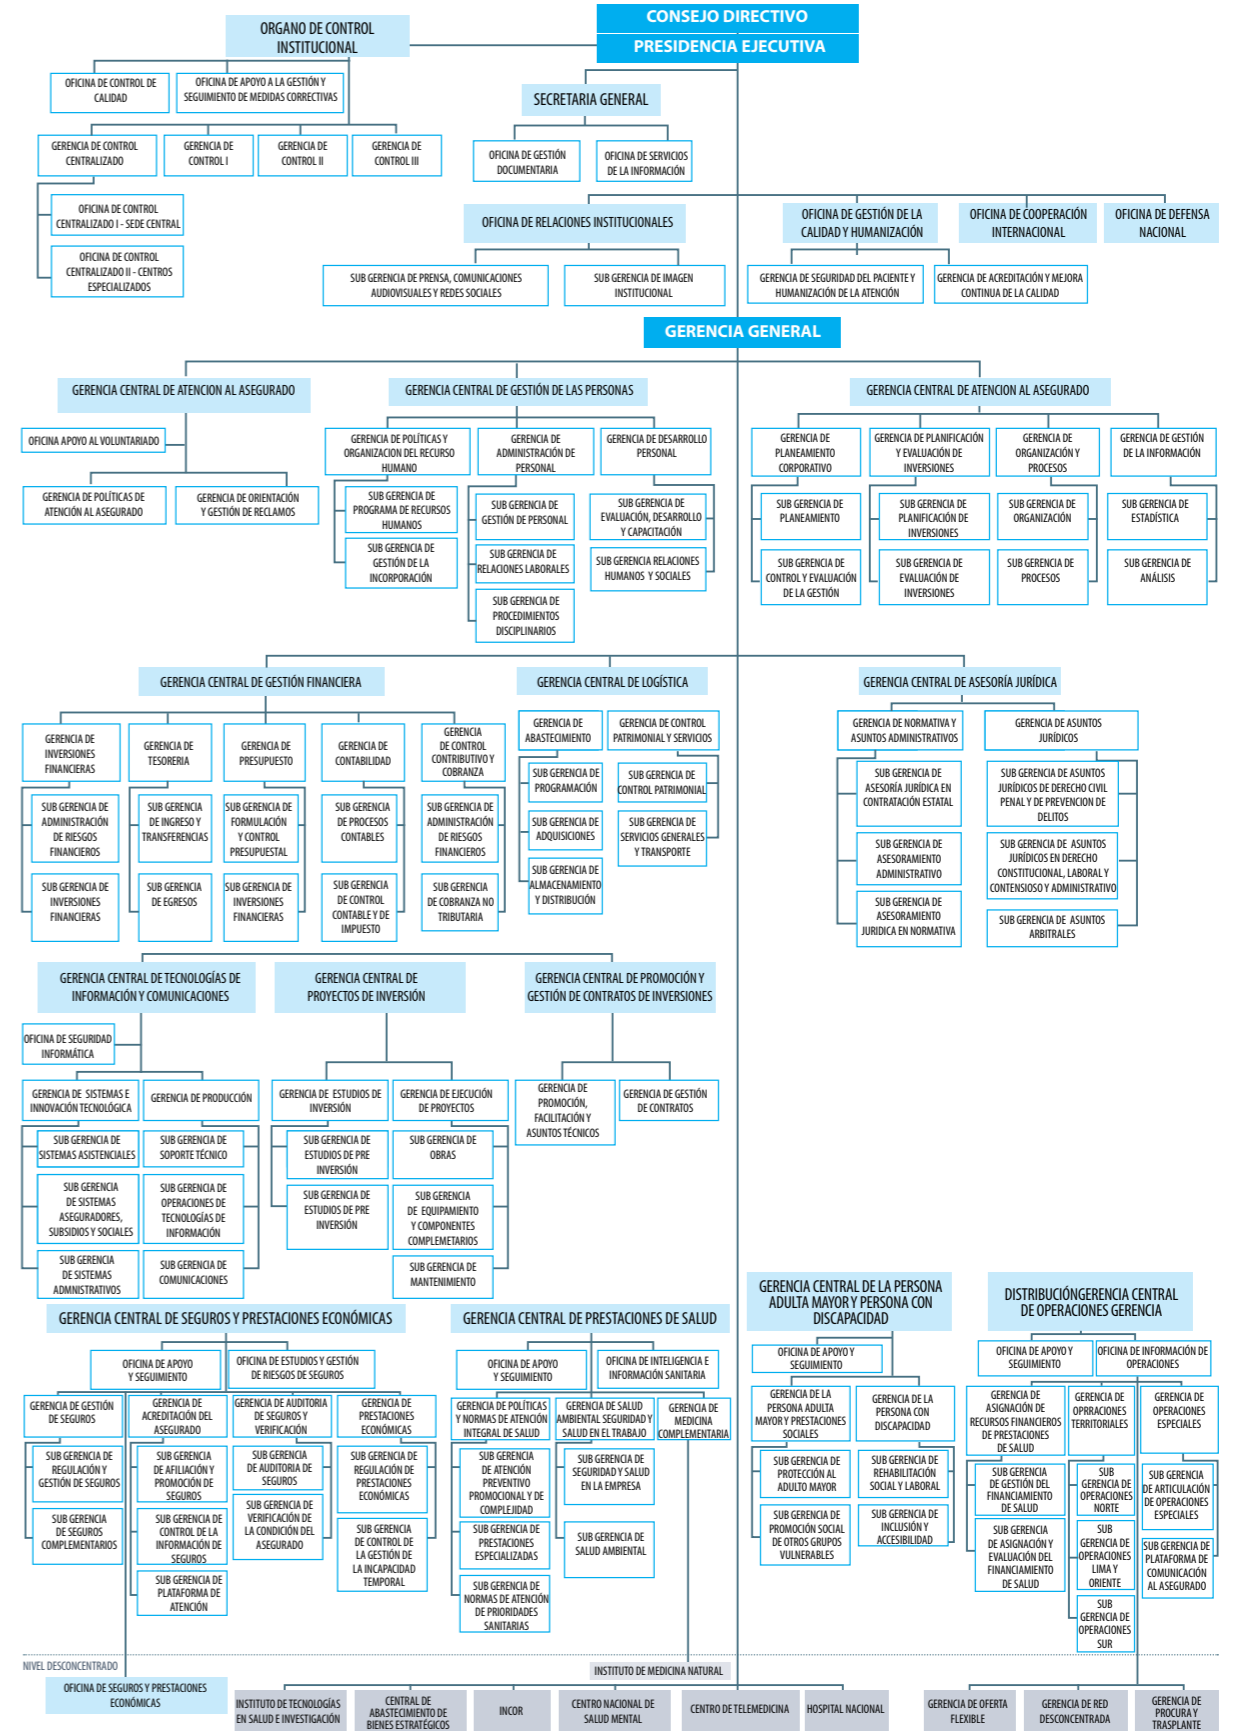 CONSEJO DIRECTIVO
PRESIDENCIA EJECUTIVA
ORGANO DE CONTROL
INSTITUCIONAL
OFICINA DE CONTROL DE
CALIDAD
OFICINA DE APOYO A LA GESTIÓN Y
SEGUIMIENTO DE MEDIDAS CORRECTIVAS
GERENCIA DE CONTROL
CENTRALIZADO
GERENCIA DE
CONTROL I
GERENCIA DE
CONTROL II
GERENCIA DE
CONTROL III
OFICINA DE CONTROL
CENTRALIZADO I - SEDE CENTRAL
OFICINA DE CONTROL
CENTRALIZADO II - CENTROS
ESPECIALIZADOS
SECRETARIA GENERAL
OFICINA DE GESTIÓN
DOCUMENTARIA
OFICINA DE SERVICIOS
DE LA INFORMACIÓN
OFICINA DE RELACIONES INSTITUCIONALES
OFICINA DE GESTIÓN DE LA
CALIDAD Y HUMANIZACIÓN
OFICINA DE COOPERACIÓN
INTERNACIONAL
OFICINA DE DEFENSA
NACIONAL
SUB GERENCIA DE PRENSA, COMUNICACIONES
AUDIOVISUALES Y REDES SOCIALES
SUB GERENCIA DE IMAGEN
INSTITUCIONAL
GERENCIA DE SEGURIDAD DEL PACIENTE Y
HUMANIZACIÓN DE LA ATENCIÓN
GERENCIA DE ACREDITACIÓN Y MEJORA
CONTINUA DE LA CALIDAD
GERENCIA GENERAL
GERENCIA CENTRAL DE ATENCION AL ASEGURADO
OFICINA APOYO AL VOLUNTARIADO
GERENCIA DE POLÍTICAS DE
ATENCIÓN AL ASEGURADO
GERENCIA DE ORIENTACIÓN
Y GESTIÓN DE RECLAMOS
GERENCIA CENTRAL DE GESTIÓN DE LAS PERSONAS
GERENCIA DE POLÍTICAS Y
ORGANIZACION DEL RECURSO
HUMANO
GERENCIA DE
ADMINISTRACIÓN DE
PERSONAL
GERENCIA DE DESARROLLO
PERSONAL
SUB GERENCIA DE
PROGRAMA DE RECURSOS
HUMANOS
SUB GERENCIA DE
GESTIÓN DE LA
INCORPORACIÓN
SUB GERENCIA DE
GESTIÓN DE PERSONAL
SUB GERENCIA DE
RELACIONES LABORALES
SUB GERENCIA DE
PROCEDIMIENTOS
DISCIPLINARIOS
SUB GERENCIA DE
EVALUACIÓN, DESARROLLO
Y CAPACITACIÓN
SUB GERENCIA RELACIONES
HUMANOS Y SOCIALES
GERENCIA CENTRAL DE ATENCION AL ASEGURADO
GERENCIA DE
PLANEAMIENTO
CORPORATIVO
GERENCIA DE PLANIFICACIÓN
Y EVALUACIÓN DE
INVERSIONES
GERENCIA DE
ORGANIZACIÓN Y
PROCESOS
GERENCIA DE GESTIÓN
DE LA INFORMACIÓN
SUB GERENCIA DE
PLANEAMIENTO
SUB GERENCIA DE
CONTROL Y EVALUACIÓN
DE LA GESTIÓN
SUB GERENCIA DE
PLANIFICACIÓN DE
INVERSIONES
SUB GERENCIA DE
EVALUACIÓN DE
INVERSIONES
SUB GERENCIA DE
ORGANIZACIÓN
SUB GERENCIA DE
PROCESOS
SUB GERENCIA DE
ESTADÍSTICA
SUB GERENCIA DE
ANÁLISIS
GERENCIA CENTRAL DE GESTIÓN FINANCIERA
GERENCIA DE
INVERSIONES
FINANCIERAS
GERENCIA DE
TESORERIA
GERENCIA DE
PRESUPUESTO
GERENCIA DE
CONTABILIDAD
GERENCIA
DE CONTROL
CONTRIBUTIVO Y
COBRANZA
SUB GERENCIA DE
ADMINISTRACIÓN
DE RIESGOS
FINANCIEROS
SUB GERENCIA DE
INVERSIONES
FINANCIERAS
SUB GERENCIA
DE INGRESO Y
TRANSFERENCIAS
SUB GERENCIA
DE EGRESOS
SUB GERENCIA DE
FORMULACIÓN
Y CONTROL
PRESUPUESTAL
SUB GERENCIA DE
INVERSIONES
FINANCIERAS
SUB GERENCIA
DE PROCESOS
CONTABLES
SUB GERENCIA
DE CONTROL
CONTABLE Y DE
IMPUESTO
SUB GERENCIA DE
ADMINISTRACIÓN
DE RIESGOS
FINANCIEROS
SUB GERENCIA
DE COBRANZA NO
TRIBUTARIA
GERENCIA CENTRAL DE LOGÍSTICA
GERENCIA DE
ABASTECIMIENTO
GERENCIA DE CONTROL
PATRIMONIAL Y SERVICIOS
SUB GERENCIA DE
PROGRAMACIÓN
SUB GERENCIA DE
ADQUISICIONES
SUB GERENCIA DE
ALMACENAMIENTO
Y DISTRIBUCIÓN
SUB GERENCIA DE
CONTROL PATRIMONIAL
SUB GERENCIA DE
SERVICIOS GENERALES
Y TRANSPORTE
GERENCIA CENTRAL DE ASESORÍA JURÍDICA
GERENCIA DE NORMATIVA Y
ASUNTOS ADMINISTRATIVOS
GERENCIA DE ASUNTOS
JURÍDICOS
SUB GERENCIA DE
ASESORÍA JURÍDICA EN
CONTRATACIÓN ESTATAL
SUB GERENCIA DE
ASESORAMIENTO
ADMINISTRATIVO
SUB GERENCIA DE
ASESORAMIENTO
JURIDICA EN NORMATIVA
SUB GERENCIA DE ASUNTOS
JURÍDICOS DE DERECHO CIVIL
PENAL Y DE PREVENCION DE
DELITOS
SUB GERENCIA DE ASUNTOS
JURÍDICOS EN DERECHO
CONSTITUCIONAL, LABORAL Y
CONTENSIOSO Y ADMINISTRATIVO
SUB GERENCIA DE ASUNTOS
ARBITRALES
GERENCIA CENTRAL DE TECNOLOGÍAS DE
INFORMACIÓN Y COMUNICACIONES
OFICINA DE SEGURIDAD
INFORMÁTICA
GERENCIA DE SISTEMAS E
INNOVACIÓN TECNOLÓGICA
GERENCIA DE PRODUCCIÓN
SUB GERENCIA DE
SISTEMAS ASISTENCIALES
SUB GERENCIA
DE SISTEMAS
ASEGURADORES,
SUBSIDIOS Y SOCIALES
SUB GERENCIA
DE SISTEMAS
ADMNISTRATIVOS
SUB GERENCIA DE
SOPORTE TÉCNICO
SUB GERENCIA DE
OPERACIONES DE
TECNOLOGÍAS DE
INFORMACIÓN
SUB GERENCIA DE
COMUNICACIONES
GERENCIA CENTRAL DE
PROYECTOS DE INVERSIÓN
GERENCIA DE ESTUDIOS DE
INVERSIÓN
GERENCIA DE EJECUCIÓN
DE PROYECTOS
SUB GERENCIA DE
ESTUDIOS DE PRE
INVERSIÓN
SUB GERENCIA DE
ESTUDIOS DE PRE
INVERSIÓN
SUB GERENCIA DE
OBRAS
SUB GERENCIA
DE EQUIPAMIENTO
Y COMPONENTES
COMPLEMETARIOS
SUB GERENCIA DE
MANTENIMIENTO
GERENCIA CENTRAL DE PROMOCIÓN Y
GESTIÓN DE CONTRATOS DE INVERSIONES
GERENCIA DE
PROMOCIÓN,
FACILITACIÓN Y
ASUNTOS TÉCNICOS
GERENCIA DE GESTIÓN
DE CONTRATOS
GERENCIA CENTRAL DE SEGUROS Y PRESTACIONES ECONÓMICAS
OFICINA DE APOYO
Y SEGUIMIENTO
OFICINA DE ESTUDIOS Y GESTIÓN
DE RIESGOS DE SEGUROS
GERENCIA DE GESTIÓN
DE SEGUROS
GERENCIA DE
ACREDITACIÓN DEL
ASEGURADO
GERENCIA DE AUDITORIA
DE SEGUROS Y
VERIFICACIÓN
GERENCIA DE
PRESTACIONES
ECONÓMICAS
SUB GERENCIA DE
REGULACIÓN Y
GESTIÓN DE SEGUROS
SUB GERENCIA
DE SEGUROS
COMPLEMENTARIOS
SUB GERENCIA
DE AFILIACIÓN Y
PROMOCIÓN DE
SEGUROS
SUB GERENCIA DE
CONTROL DE LA
INFORMACIÓN DE
SEGUROS
SUB GERENCIA DE
PLATAFORMA DE
ATENCIÓN
SUB GERENCIA
DE AUDITORIA DE
SEGUROS
SUB GERENCIA DE
VERIFICACIÓN DE
LA CONDICIÓN DEL
ASEGURADO
SUB GERENCIA DE
REGULACIÓN DE
PRESTACIONES
ECONÓMICAS
SUB GERENCIA
DE CONTROL DE
LA GESTIÓN DE
LA INCAPACIDAD
TEMPORAL
GERENCIA CENTRAL DE PRESTACIONES DE SALUD
OFICINA DE APOYO
Y SEGUIMIENTO
OFICINA DE INTELIGENCIA E
INFORMACIÓN SANITARIA
GERENCIA DE POLÍTICAS
Y NORMAS DE ATENCIÓN
INTEGRAL DE SALUD
GERENCIA DE SALUD
AMBIENTAL SEGURIDAD Y
SALUD EN EL TRABAJO
GERENCIA DE
MEDICINA
COMPLEMENTARIA
SUB GERENCIA
DE ATENCIÓN
PREVENTIVO
PROMOCIONAL Y DE
COMPLEJIDAD
SUB GERENCIA DE
PRESTACIONES
ESPECIALIZADAS
SUB GERENCIA DE
NORMAS DE ATENCIÓN
DE PRIORIDADES
SANITARIAS
SUB GERENCIA DE
SEGURIDAD Y SALUD
EN LA EMPRESA
SUB GERENCIA DE
SALUD AMBIENTAL
GERENCIA CENTRAL DE LA PERSONA
ADULTA MAYOR Y PERSONA CON
DISCAPACIDAD
OFICINA DE APOYO Y
SEGUIMIENTO
GERENCIA DE LA
PERSONA ADULTA
MAYOR Y PRESTACIONES
SOCIALES
GERENCIA DE LA
PERSONA CON
DISCAPACIDAD
SUB GERENCIA DE
PROTECCIÓN AL
ADULTO MAYOR
SUB GERENCIA DE
PROMOCIÓN SOCIAL
DE OTROS GRUPOS
VULNERABLES
SUB GERENCIA DE
REHABILITACIÓN
SOCIAL Y LABORAL
SUB GERENCIA DE
INCLUSIÓN Y
ACCESIBILIDAD
DISTRIBUCIÓNGERENCIA CENTRAL
DE OPERACIONES GERENCIA
OFICINA DE APOYO Y
SEGUIMIENTO
OFICINA DE INFORMACIÓN DE
OPERACIONES
GERENCIA DE
ASIGNACIÓN DE
RECURSOS FINANCIEROS
DE PRESTACIONES
DE SALUD
GERENCIA DE
OPRRACIONES
TERRITORIALES
GERENCIA DE
OPERACIONES
ESPECIALES
SUB GERENCIA
DE GESTIÓN DEL
FINANCIAMIENTO
DE SALUD
SUB GERENCIA
DE ASIGNACIÓN Y
EVALUACIÓN DEL
FINANCIAMIENTO
DE SALUD
SUB
GERENCIA DE
OPERACIONES
NORTE
SUB
GERENCIA DE
OPERACIONES
LIMA Y
ORIENTE
SUB
GERENCIA DE
OPERACIONES
SUR
SUB GERENCIA
DE ARTICULACIÓN
DE OPERACIONES
ESPECIALES
SUB GERENCIA DE
PLATAFORMA DE
COMUNICACIÓN
AL ASEGURADO
NIVEL DESCONCENTRADO
OFICINA DE SEGUROS Y PRESTACIONES
ECONÓMICAS
INSTITUTO DE MEDICINA NATURAL
INSTITUTO DE TECNOLOGÍAS
EN SALUD E INVESTIGACIÓN
CENTRAL DE
ABASTECIMIENTO DE
BIENES ESTRATÉGICOS
INCOR
CENTRO NACIONAL DE
SALUD MENTAL
CENTRO DE TELEMEDICINA
HOSPITAL NACIONAL
GERENCIA DE OFERTA
FLEXIBLE
GERENCIA DE RED
DESCONCENTRADA
GERENCIA DE
PROCURA Y
TRASPLANTE